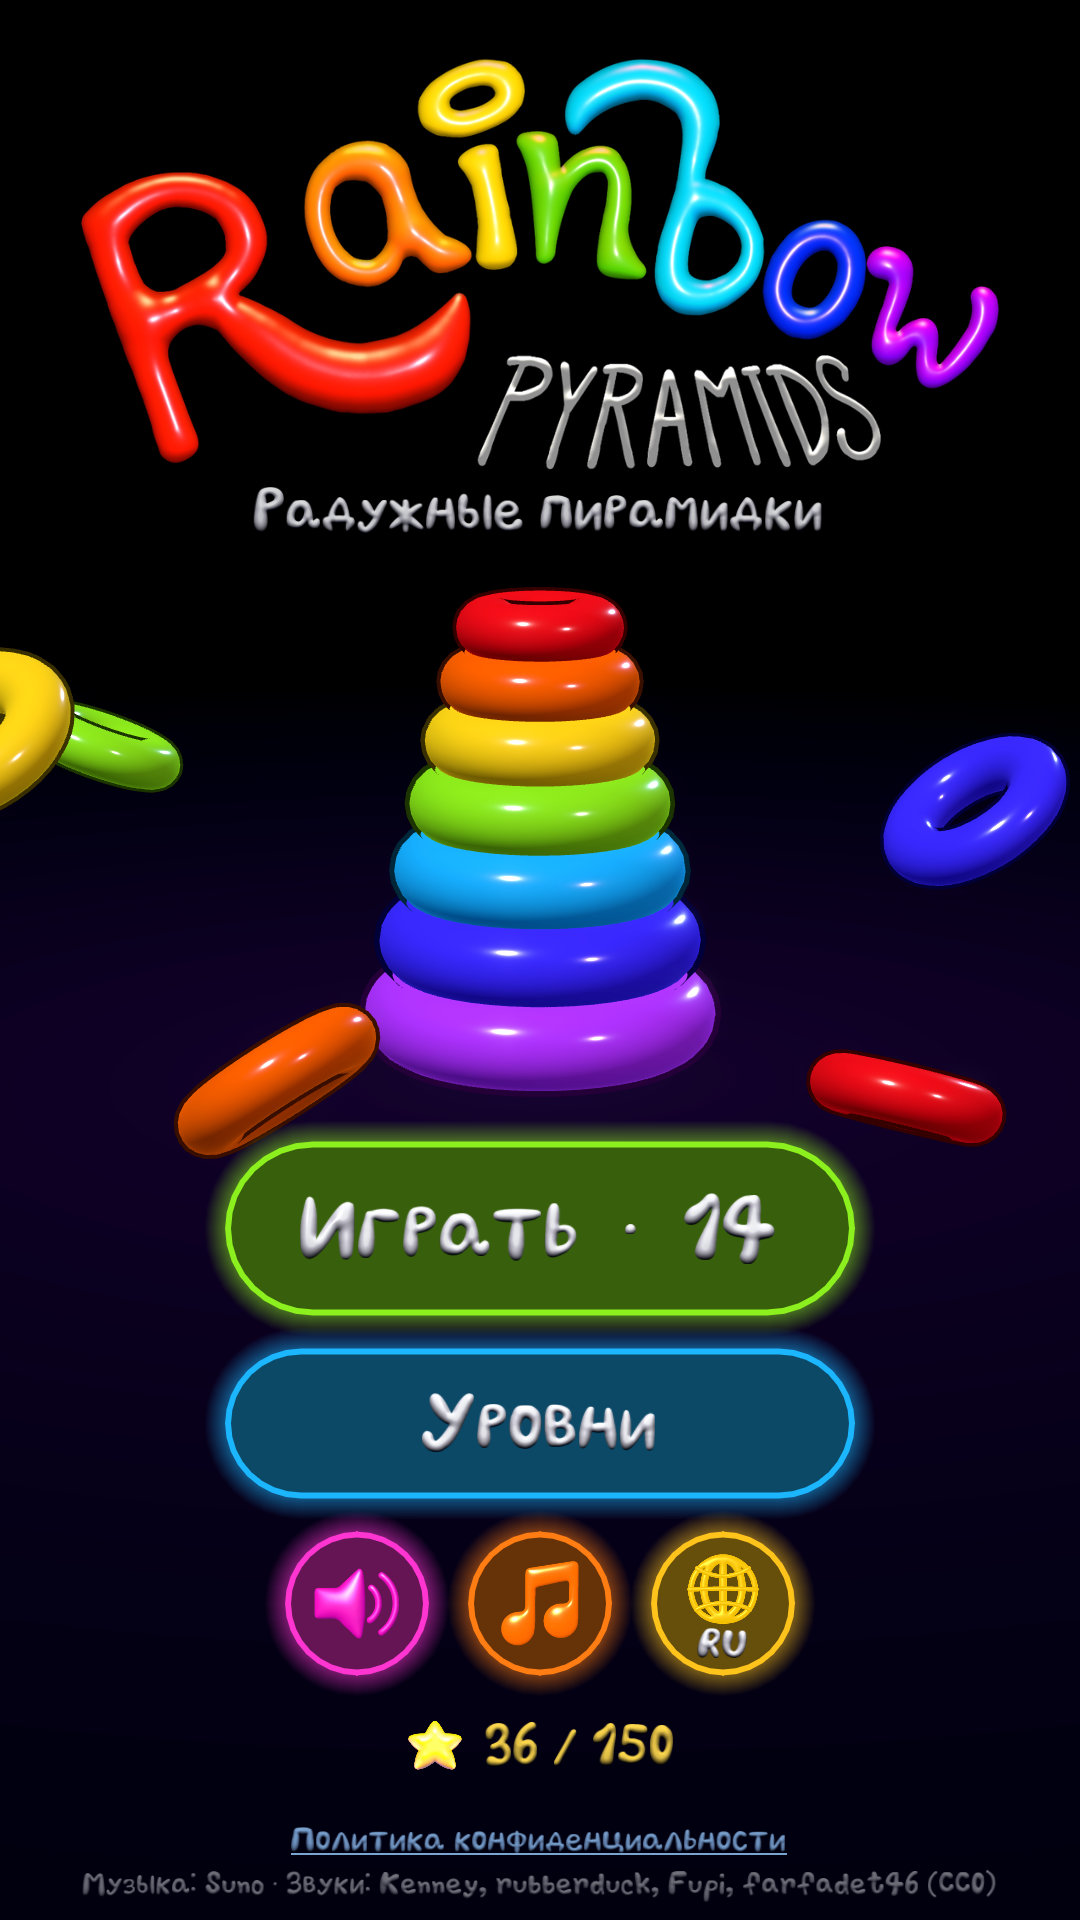 Rainbow
PYRAMIDS
Радужные пирамидки
Играть · 14
Уровни
RU
36 / 150
Политика конфиденциальности
Музыка: Suno · Звуки: Kenney, rubberduck, Fupi, farfadet46 (CC0)